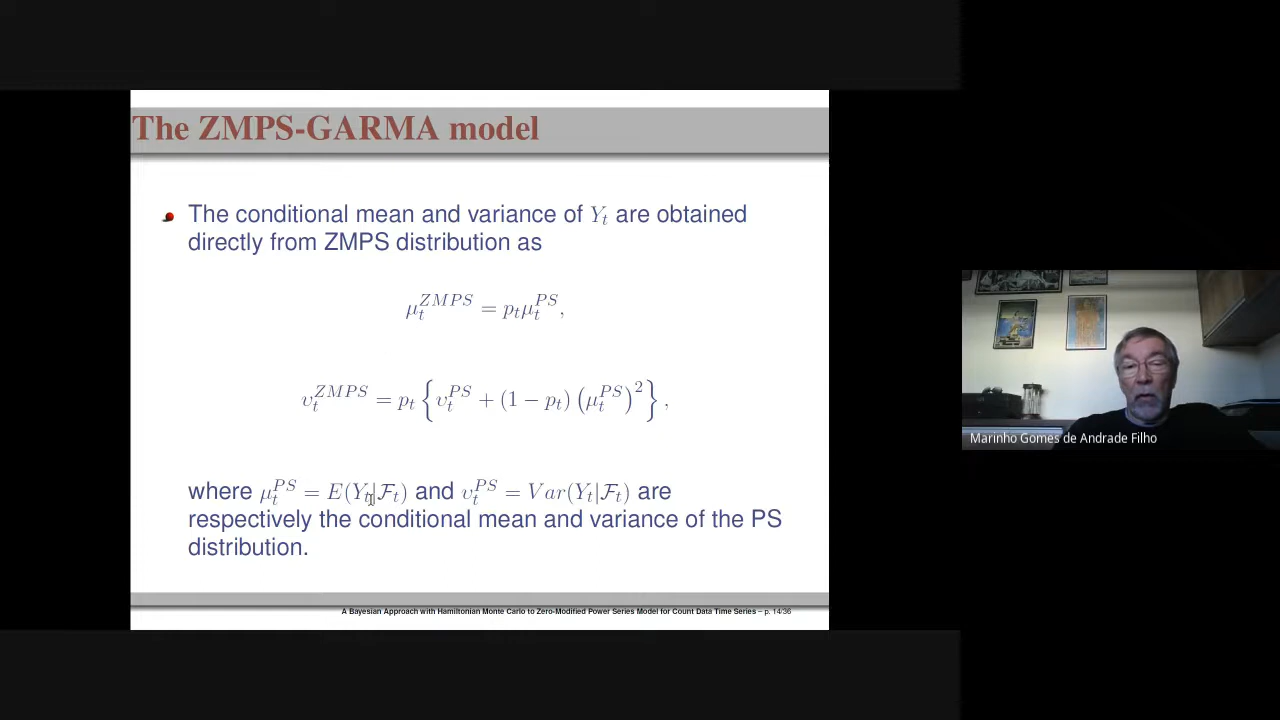 The ZMPS-GARMA model
The conditional mean and variance of Y_t are obtained
directly from ZMPS distribution as
μ_t^{ZMPS} = p_t μ_t^{PS},
υ_t^{ZMPS} = p_t { υ_t^{PS} + (1 − p_t) (μ_t^{PS})^2 } ,
where μ_t^{PS} = E(Y_t|ℱ_t) and υ_t^{PS} = Var(Y_t|ℱ_t) are
respectively the conditional mean and variance of the PS
distribution.
A Bayesian Approach with Hamiltonian Monte Carlo to Zero-Modified Power Series Model for Count Data Time Series – p. 14/36
Marinho Gomes de Andrade Filho